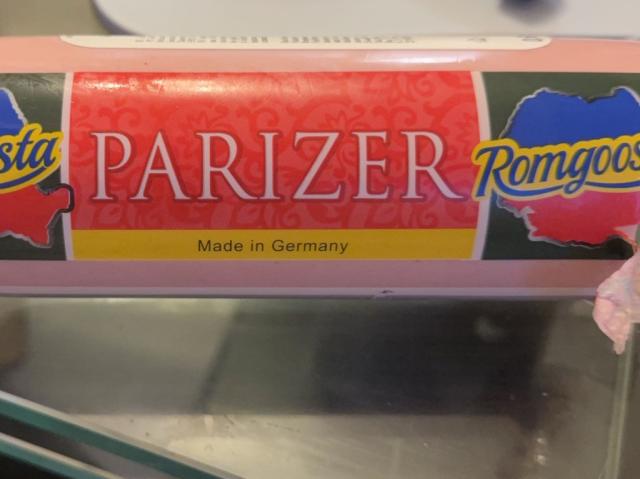 sta
PARIZER
Romgoos
Made in Germany